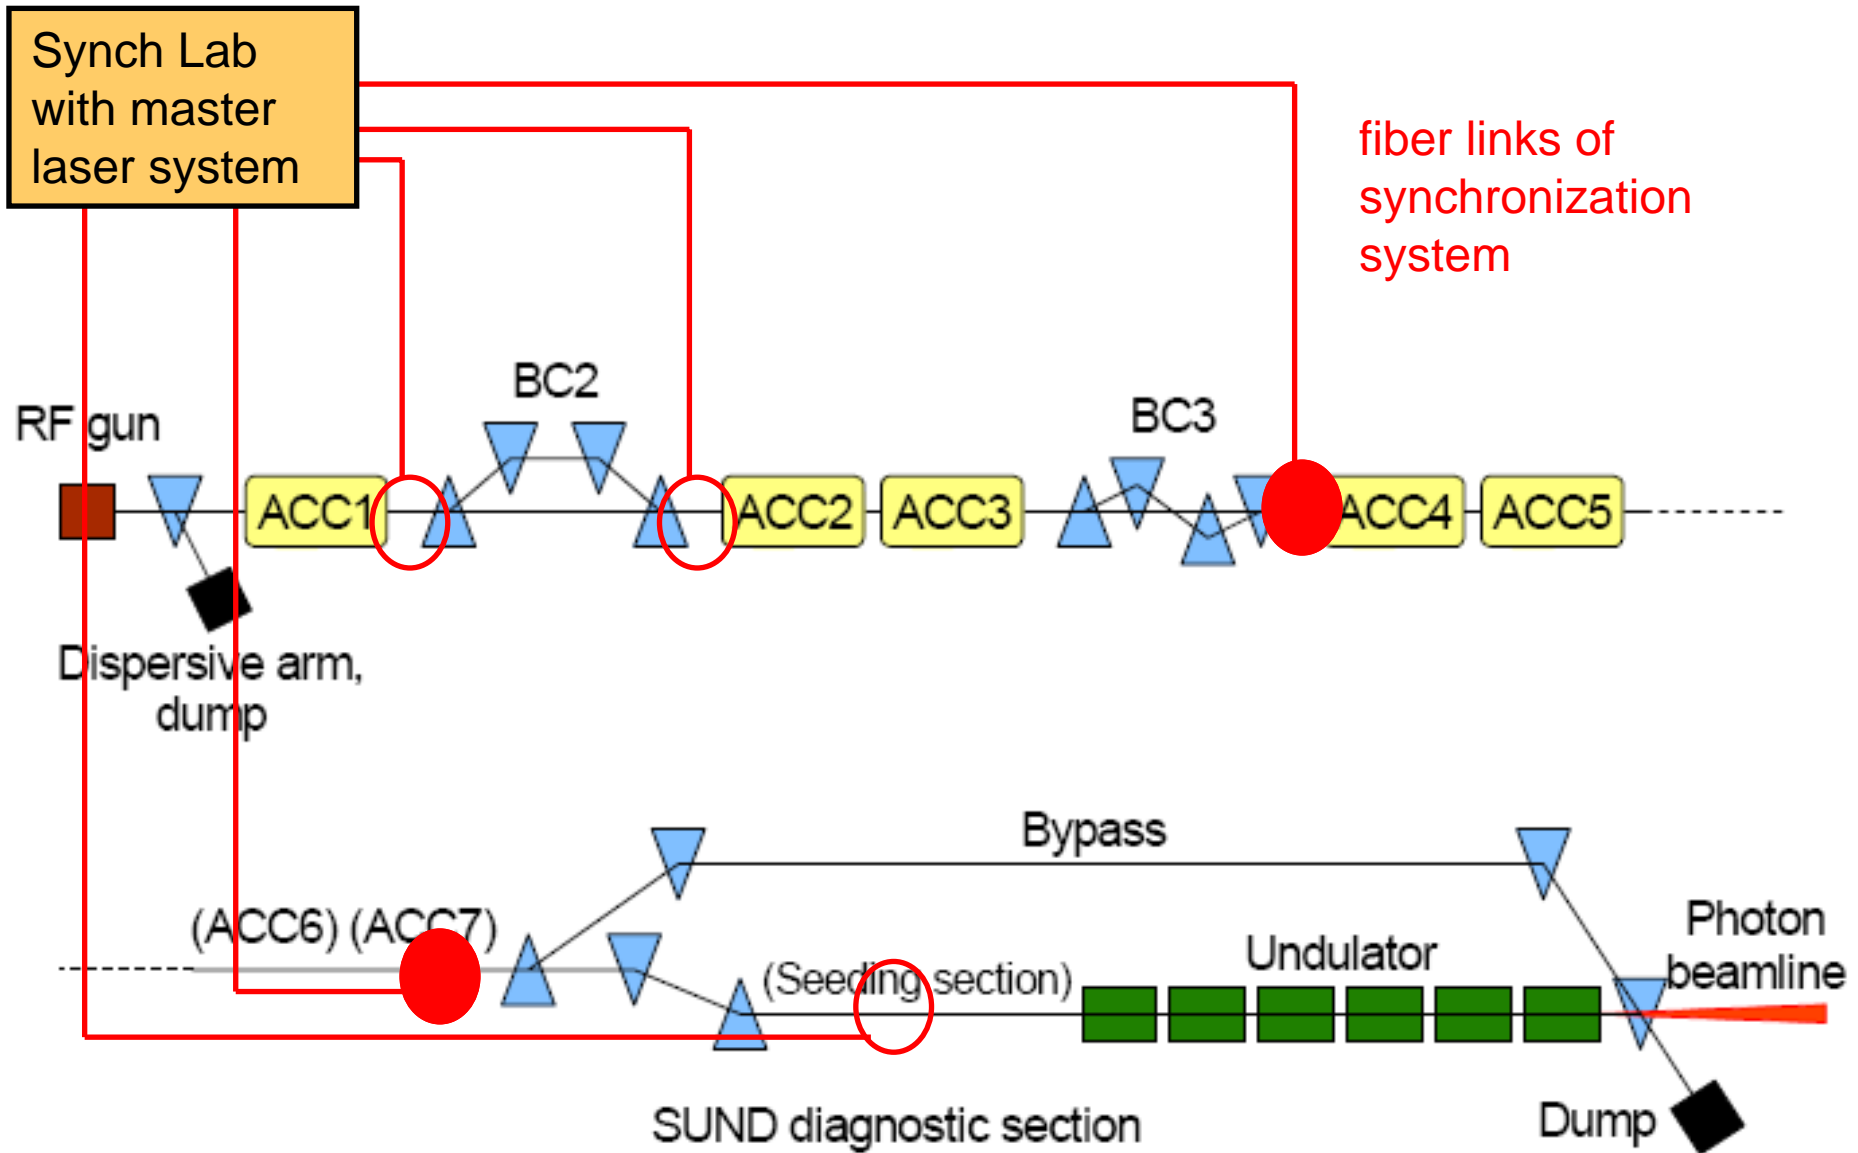 Synch Lab
with master
laser system
fiber links of
synchronization
system
BC2
RF gun
BC3
ACC1
ACC2
ACC3
ACC4
ACC5
Dispersive arm,
dump
Bypass
(ACC6) (ACC7)
(Seeding section)
Undulator
Photon
beamline
SUND diagnostic section
Dump